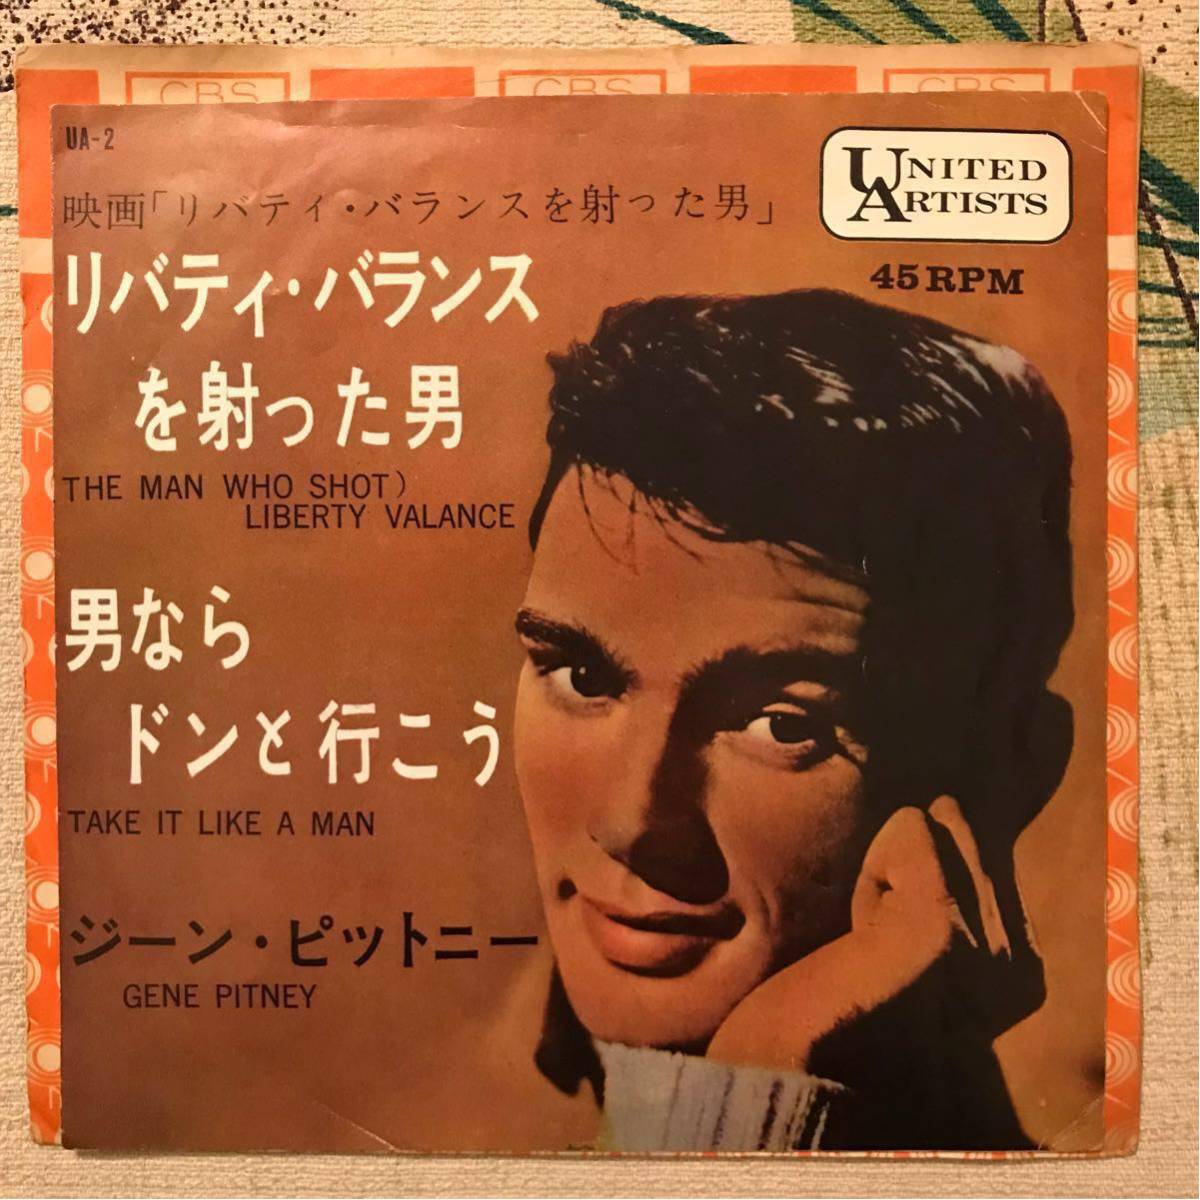 CBS
CBS
CBS
UA-2
UNITED
ARTISTS
映画「リバティ・バランスを射った男」
45 RPM
リバティ・バランス
を射った男
THE MAN WHO SHOT)
LIBERTY VALANCE
男なら
ドンと行こう
TAKE IT LIKE A MAN
ジーン・ピットニー
GENE PITNEY